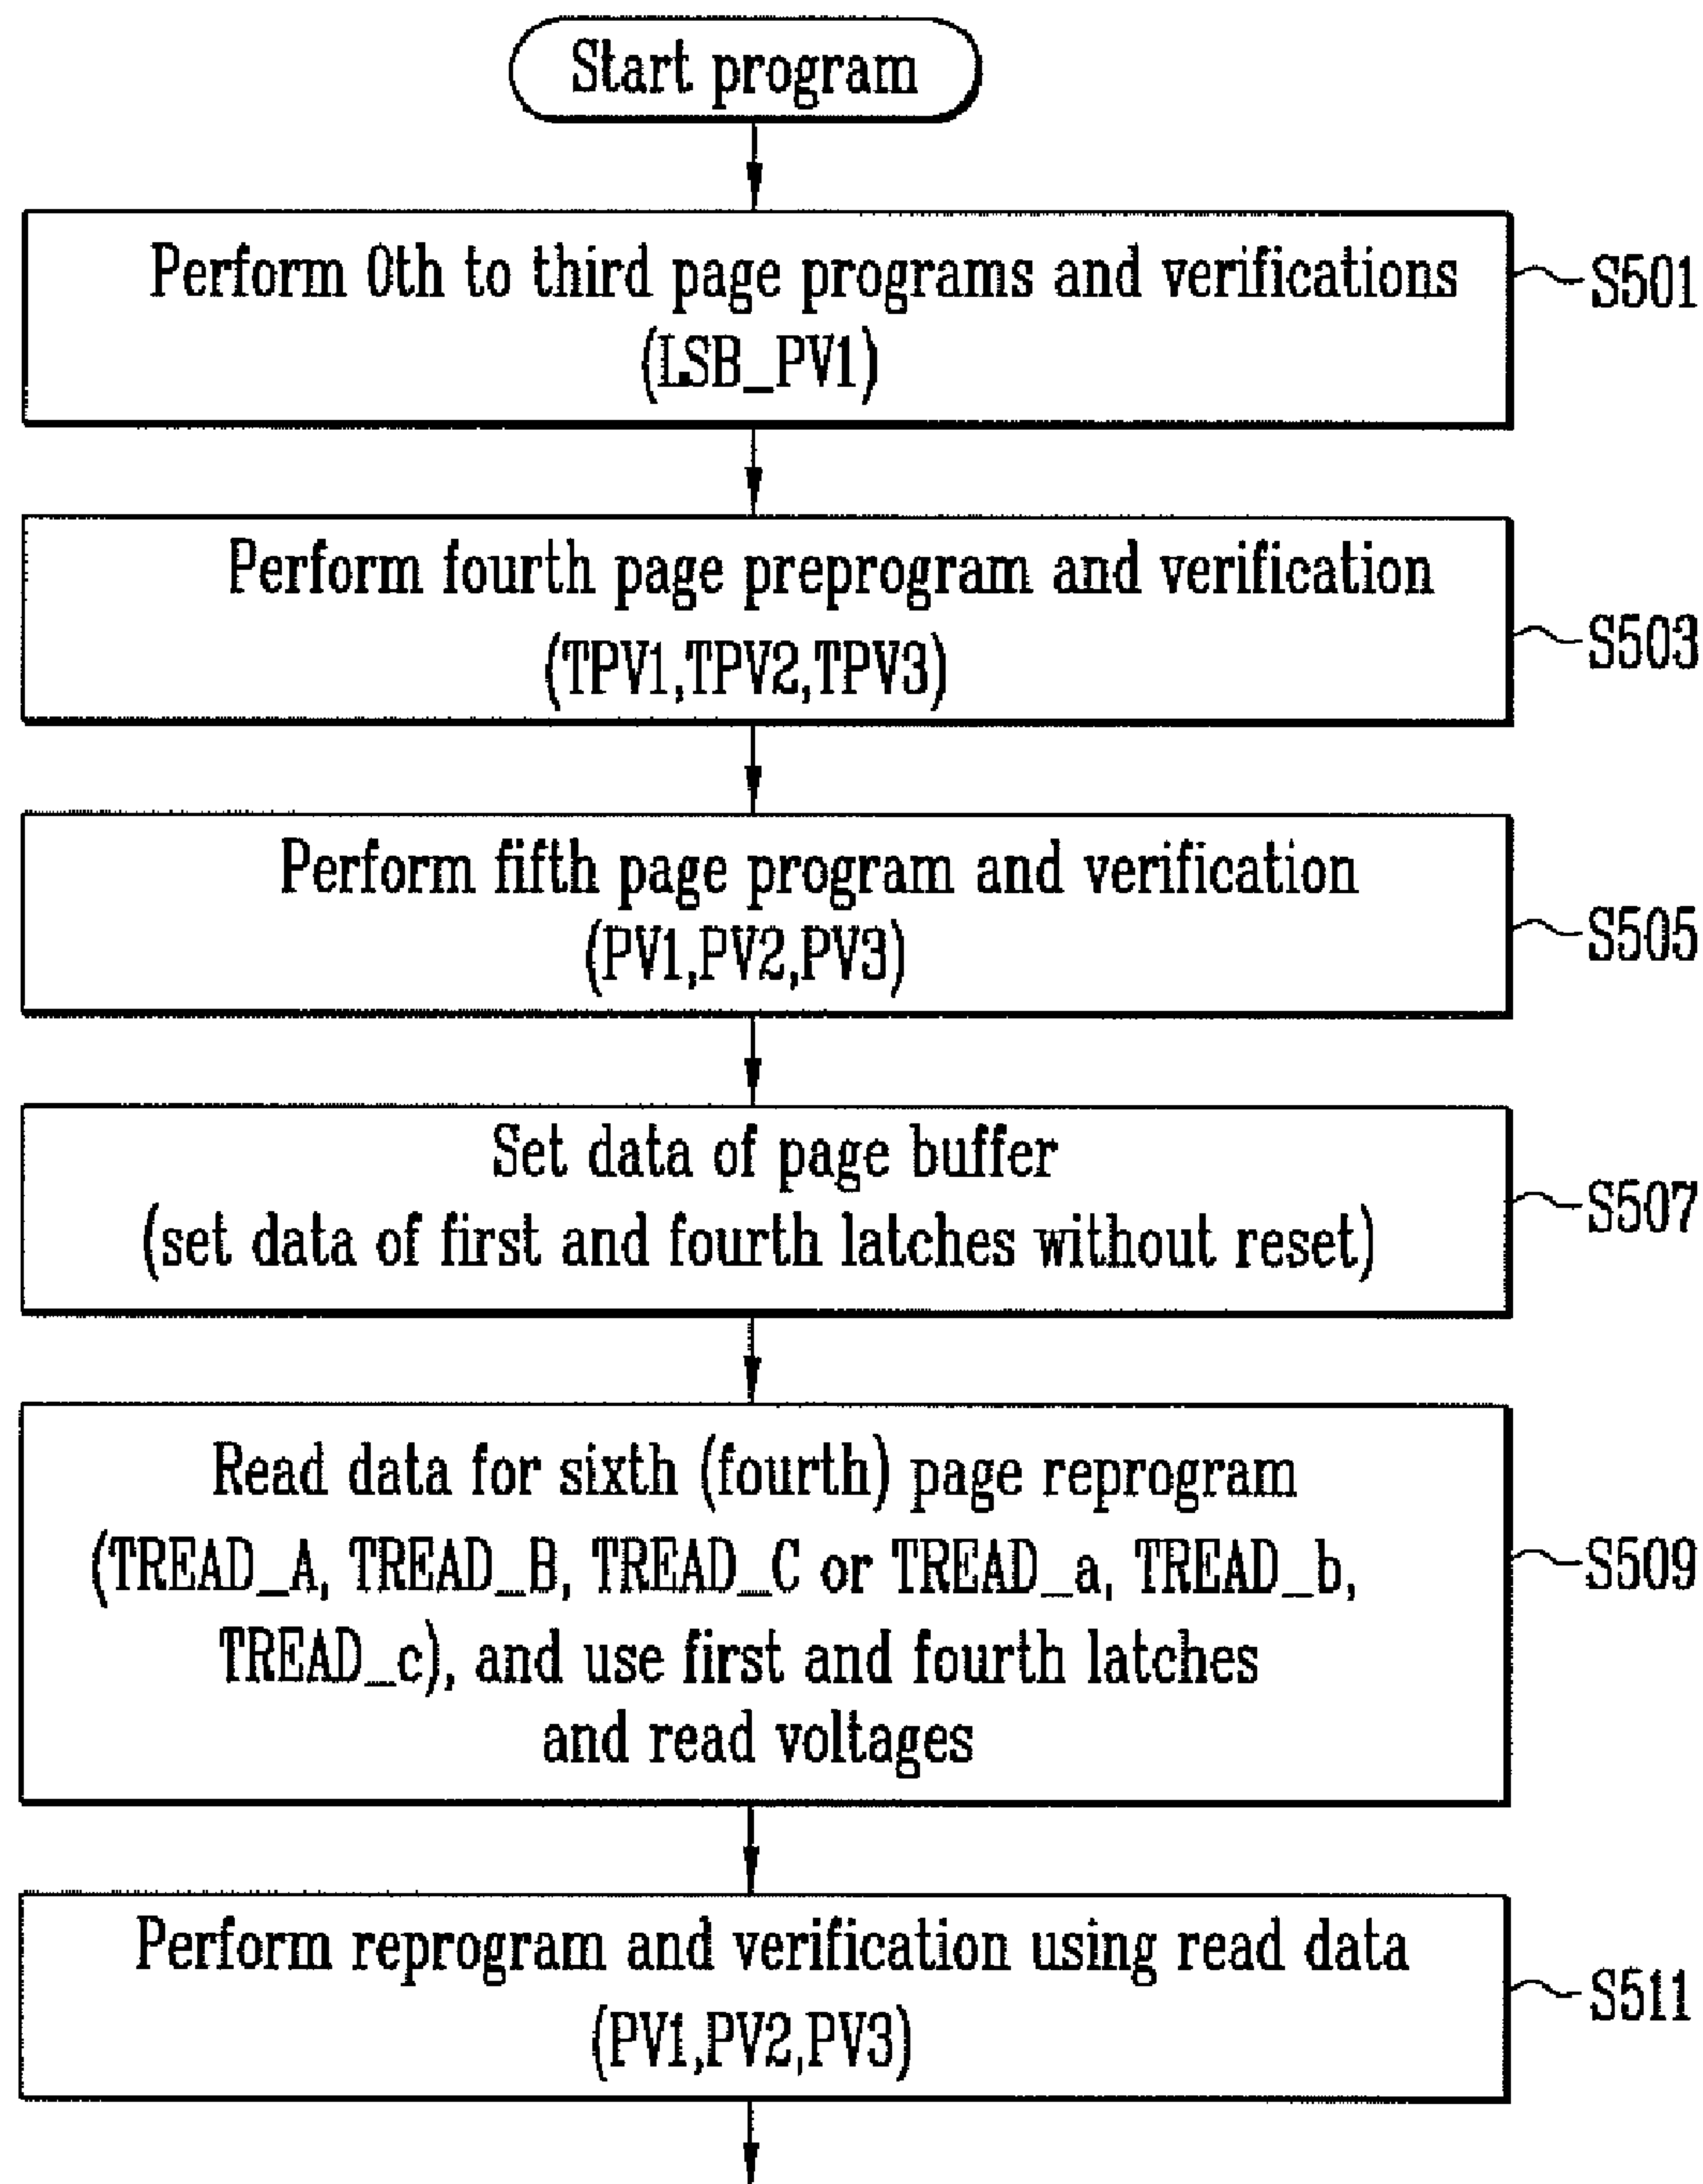 Start program
Perform 0th to third page programs and verifications
(LSB_PV1)
S501
Perform fourth page preprogram and verification
(TPV1,TPV2,TPV3)
S503
Perform fifth page program and verification
(PV1,PV2,PV3)
S505
Set data of page buffer
(set data of first and fourth latches without reset)
S507
Read data for sixth (fourth) page reprogram
(TREAD_A, TREAD_B, TREAD_C or TREAD_a, TREAD_b,
TREAD_c), and use first and fourth latches
and read voltages
S509
Perform reprogram and verification using read data
(PV1,PV2,PV3)
S511